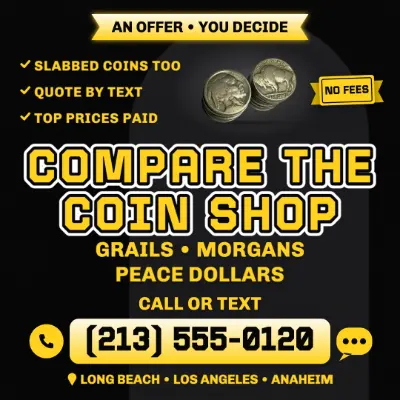 AN OFFER • YOU DECIDE
✓ SLABBED COINS TOO
✓ QUOTE BY TEXT
✓ TOP PRICES PAID
NO FEES
COMPARE THE
COIN SHOP
GRAILS • MORGANS
PEACE DOLLARS
CALL OR TEXT
(213) 555-0120
LONG BEACH • LOS ANGELES • ANAHEIM